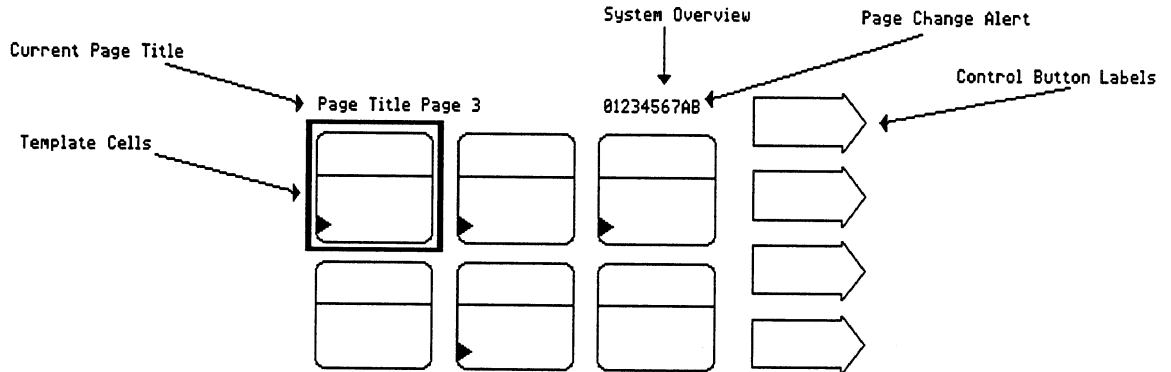 System Overview
Page Change Alert
Current Page Title
Control Button Labels
Page Title Page 3
01234567AB
Template Cells